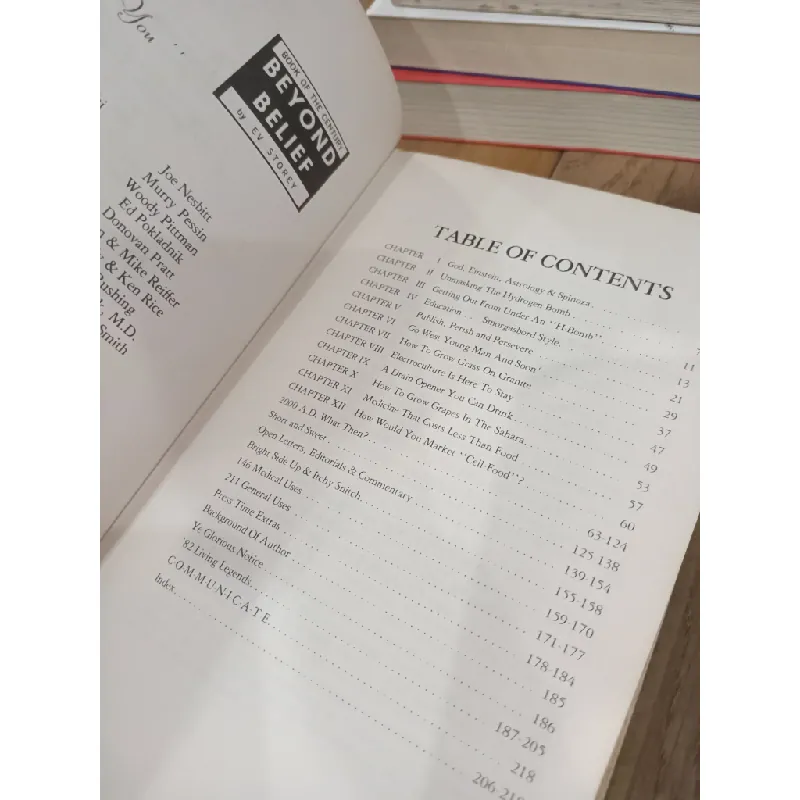 You ...
BOOK OF THE CENTURY
BEYOND
BELIEF
by EV STOREY
Joe Nesbitt
Murry Pessin
Woody Pittman
Ed Pokladnik
Donovan Pratt
& Mike Reiffer
& Ken Rice
M.D.
Smith
TABLE OF CONTENTS
CHAPTER I God, Einstein, Astrology & Spinoza
CHAPTER II Unmasking The Hydrogen Bomb 7
CHAPTER III Getting Out From Under An "H-Bomb" 11
CHAPTER IV Education . . . Smorgasbord Style 13
CHAPTER V Publish, Perish and Persevere 21
CHAPTER VI Go West Young Man And Soon! 29
CHAPTER VII How To Grow Grass On Granite 37
CHAPTER VIII Electroculture Is Here To Stay 47
CHAPTER IX A Drain Opener You Can Drink 49
CHAPTER X How To Grow Grapes In The Sahara 53
CHAPTER XI Medicine That Costs Less Than Food 57
CHAPTER XII How Would You Market "Cell Food"? 60
2000 A.D. What Then? 63-124
Short and Sweet 125-138
Open Letters, Editorials & Commentary 139-154
Bright Side Up & Itchy Snitch 155-158
146 Medical Uses 159-170
211 General Uses 171-177
Press Time Extras 178-184
Background Of Author 185
Ye Glorious Notice 186
'82 Living Legends 187-205
C-O-M-M-U-N-I-C-A-T-E 218
Index 206-218